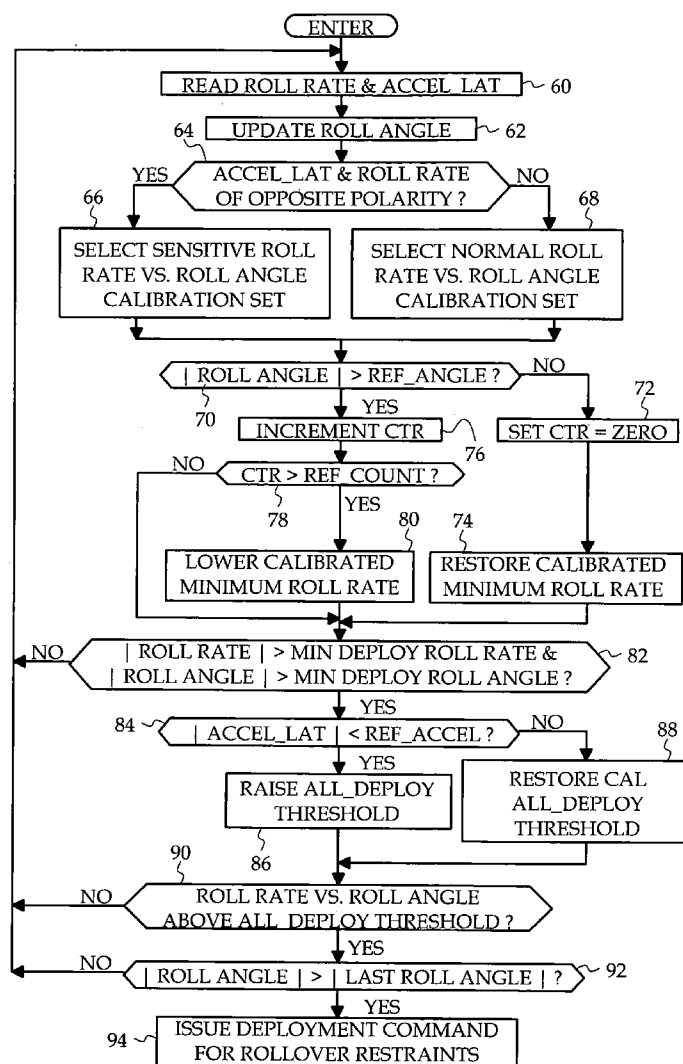 ENTER
READ ROLL RATE & ACCEL_LAT
60
UPDATE ROLL ANGLE
62
64
YES
ACCEL_LAT & ROLL RATE
OF OPPOSITE POLARITY ?
NO
66
SELECT SENSITIVE ROLL
RATE VS. ROLL ANGLE
CALIBRATION SET
68
SELECT NORMAL ROLL
RATE VS. ROLL ANGLE
CALIBRATION SET
| ROLL ANGLE | > REF_ANGLE ?
NO
70
YES
72
INCREMENT CTR
76
SET CTR = ZERO
NO
CTR > REF_COUNT ?
78
YES
80
LOWER CALIBRATED
MINIMUM ROLL RATE
74
RESTORE CALIBRATED
MINIMUM ROLL RATE
NO
| ROLL RATE | > MIN DEPLOY ROLL RATE &
| ROLL ANGLE | > MIN DEPLOY ROLL ANGLE ?
82
YES
84
| ACCEL_LAT | < REF_ACCEL ?
NO
88
YES
RAISE ALL_DEPLOY
THRESHOLD
86
RESTORE CAL
ALL_DEPLOY
THRESHOLD
90
NO
ROLL RATE VS. ROLL ANGLE
ABOVE ALL_DEPLOY THRESHOLD ?
YES
NO
| ROLL ANGLE | > | LAST ROLL ANGLE | ?
92
YES
94
ISSUE DEPLOYMENT COMMAND
FOR ROLLOVER RESTRAINTS